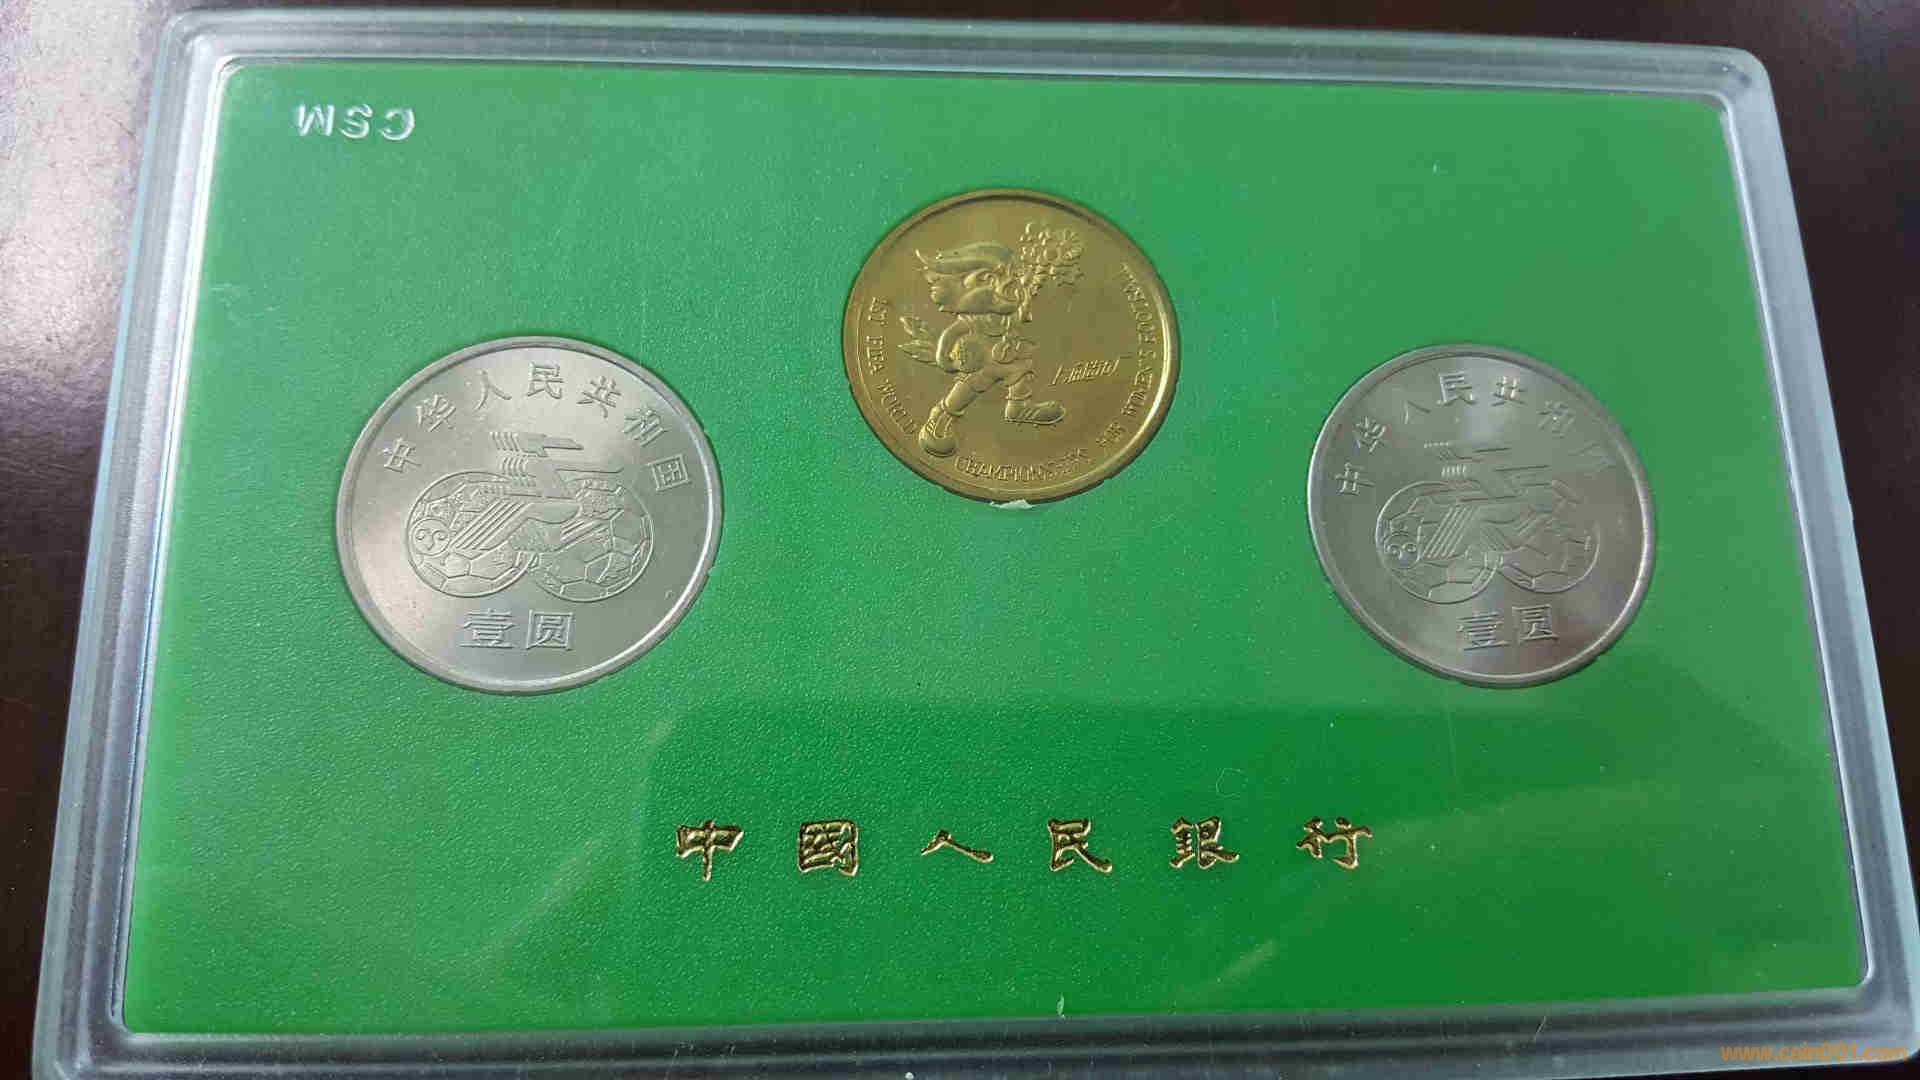 CSM
中华人民共和国
壹圆
1ST FIFA WORLD CHAMPIONSHIPS FOR WOMEN'S FOOTBALL
中华人民共和国
壹圆
中國人民銀行
www.coin001.com